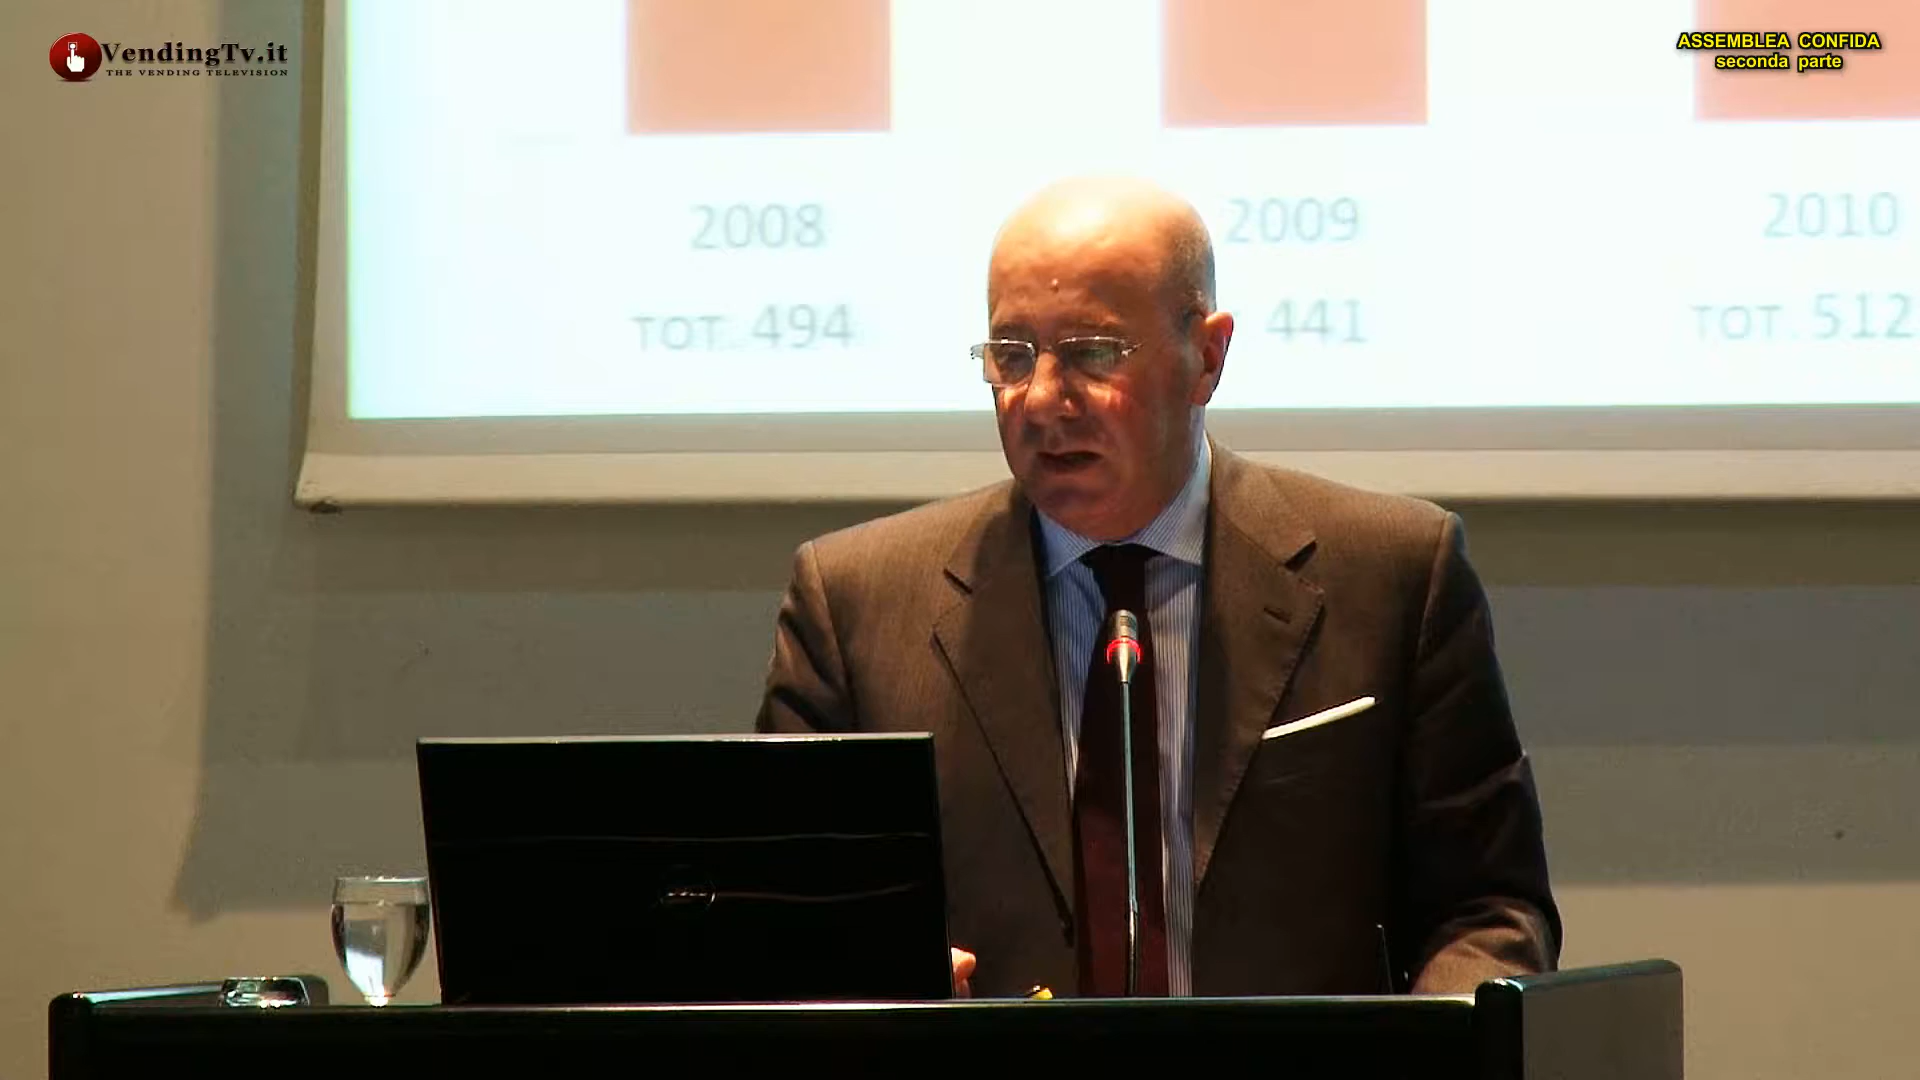 VendingTv.it
THE VENDING TELEVISION
ASSEMBLEA CONFIDA
seconda parte
2008
2009
2010
TOT. 494
441
TOT. 512